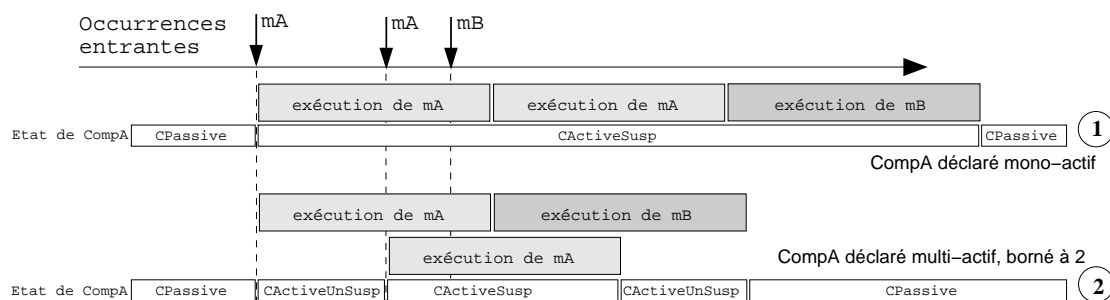 Occurrences
entrantes
mA
mA
mB
exécution de mA
exécution de mA
exécution de mB
Etat de CompA
CPassive
CActiveSusp
CPassive
1
CompA déclaré mono−actif
exécution de mA
exécution de mB
exécution de mA
CompA déclaré multi−actif, borné à 2
Etat de CompA
CPassive
CActiveUnSusp
CActiveSusp
CActiveUnSusp
CPassive
2